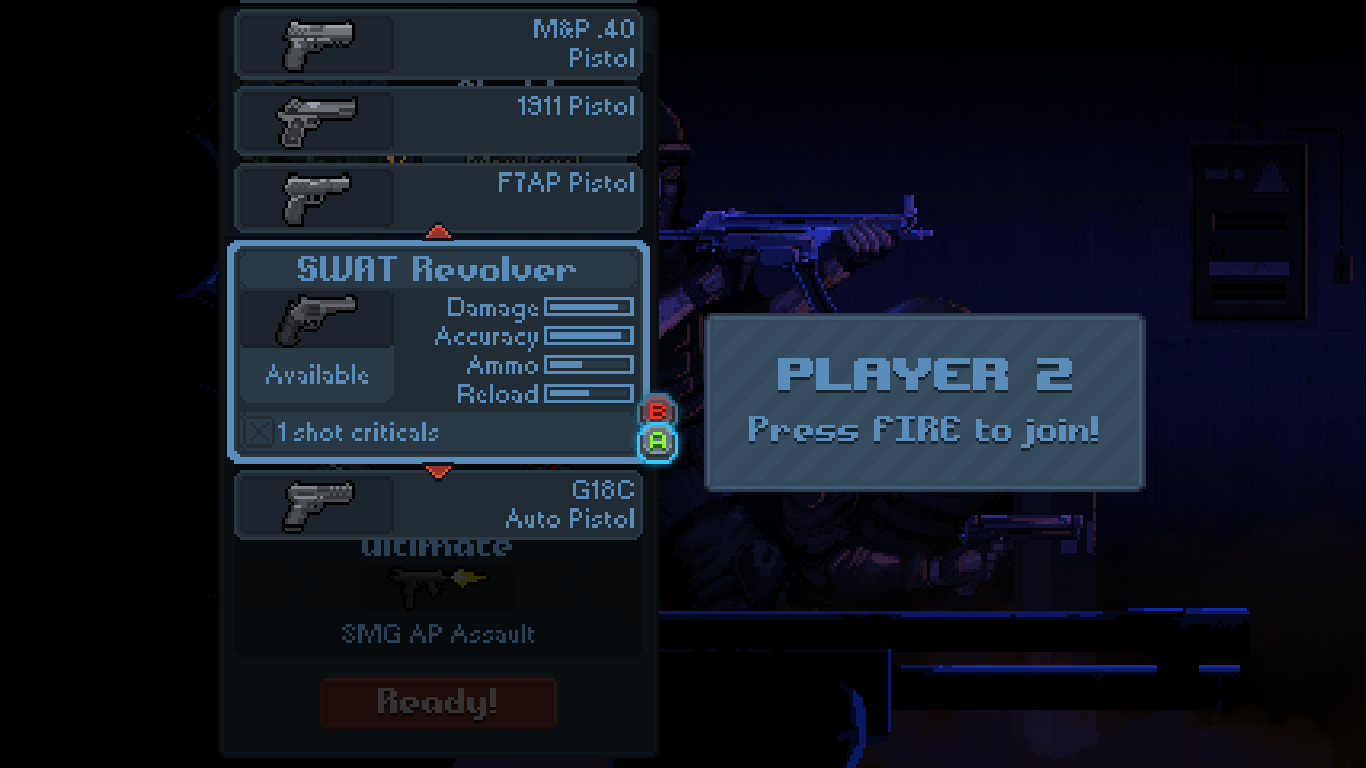 M&P .40
Pistol
1911 Pistol
F7AP Pistol
SWAT Revolver
Damage
Accuracy
Ammo
Reload
Available
1 shot criticals
B
A
G18C
Auto Pistol
Ultimate
SMG AP Assault
Ready!
PLAYER 2
Press FIRE to join!